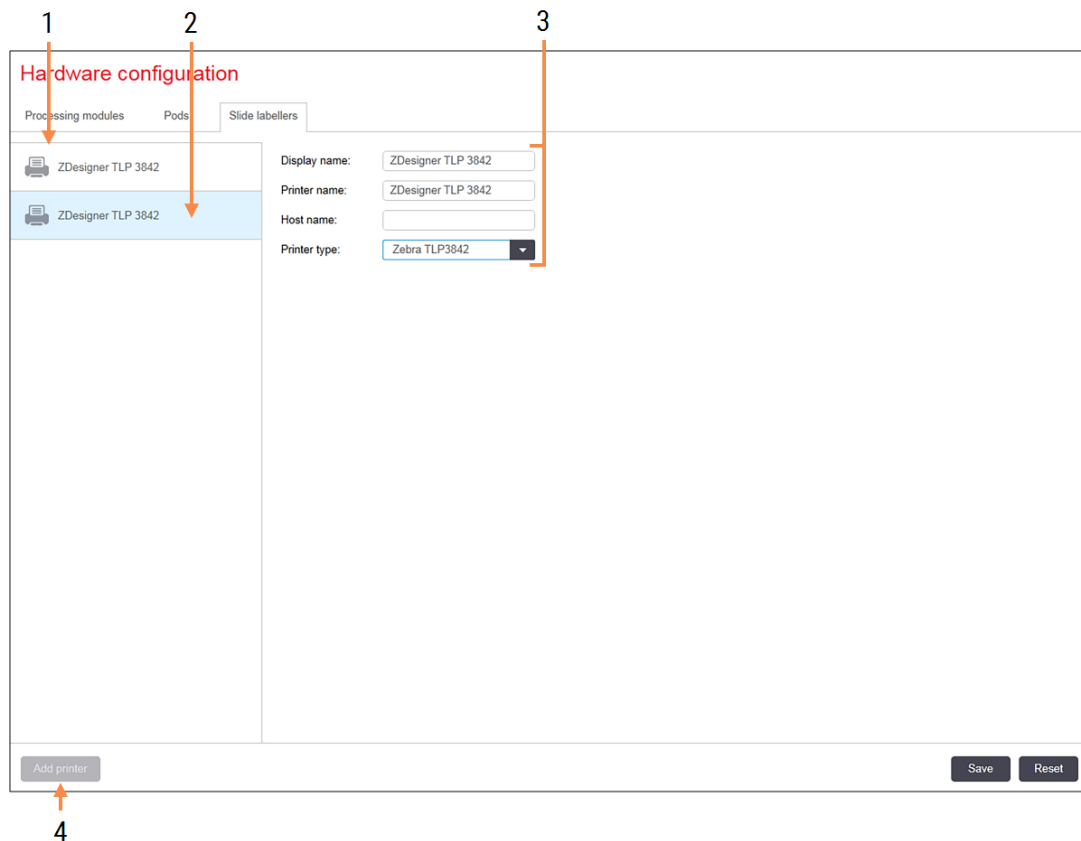 1 2 3
Hardware configuration
Processing modules Pods Slide labellers
ZDesigner TLP 3842
ZDesigner TLP 3842
Display name: ZDesigner TLP 3842
Printer name: ZDesigner TLP 3842
Host name:
Printer type: Zebra TLP3842
Add printer Save Reset
4